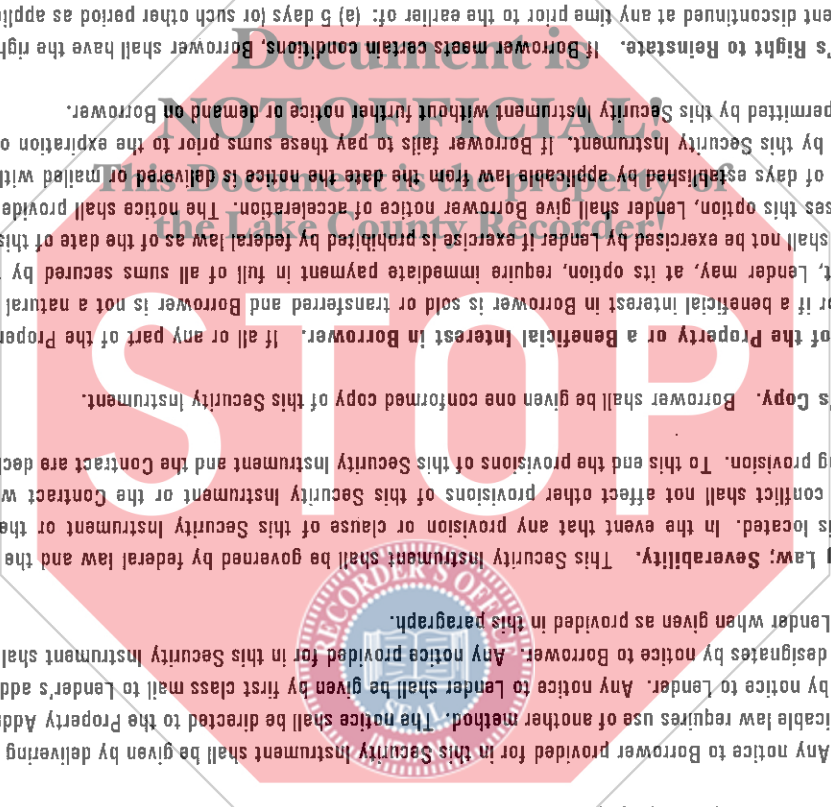 Any notice to Borrower provided for in this Security Instrument shall be given by delivering
icable law requires use of another method. The notice shall be directed to the Property Add
by notice to Lender. Any notice to Lender shall be given by first class mail to Lender's add
designates by notice to Borrower. Any notice provided for in this Security Instrument shal
Lender when given as provided in this paragraph.
Law; Severability. This Security Instrument shall be governed by federal law and the
is located. In the event that any provision or clause of this Security Instrument or the
conflict shall not affect other provisions of this Security Instrument or the Contract w
g provision. To this end the provisions of this Security Instrument and the Contract are decl
's Copy. Borrower shall be given one conformed copy of this Security Instrument.
of the Property or a Beneficial Interest in Borrower. If all or any part of the Proper
or if a beneficial interest in Borrower is sold or transferred and Borrower is not a natural
t, Lender may, at its option, require immediate payment in full of all sums secured by
shall not be exercised by Lender if exercise is prohibited by federal law as of the date of this
ses this option, Lender shall give Borrower notice of acceleration. The notice shall provide
of days established by applicable law from the date the notice is delivered or mailed with
by this Security Instrument. If Borrower fails to pay these sums prior to the expiration o
permitted by this Security Instrument without further notice or demand on Borrower.
's Right to Reinstate. If Borrower meets certain conditions, Borrower shall have the righ
ent discontinued at any time prior to the earlier of: (a) 5 days (or such other period as applic
Document is
NOT OFFICIAL!
This Document is the property of
the Lake County Recorder!
STOP
RECORDER'S OFFICE
SEAL
INDIANA